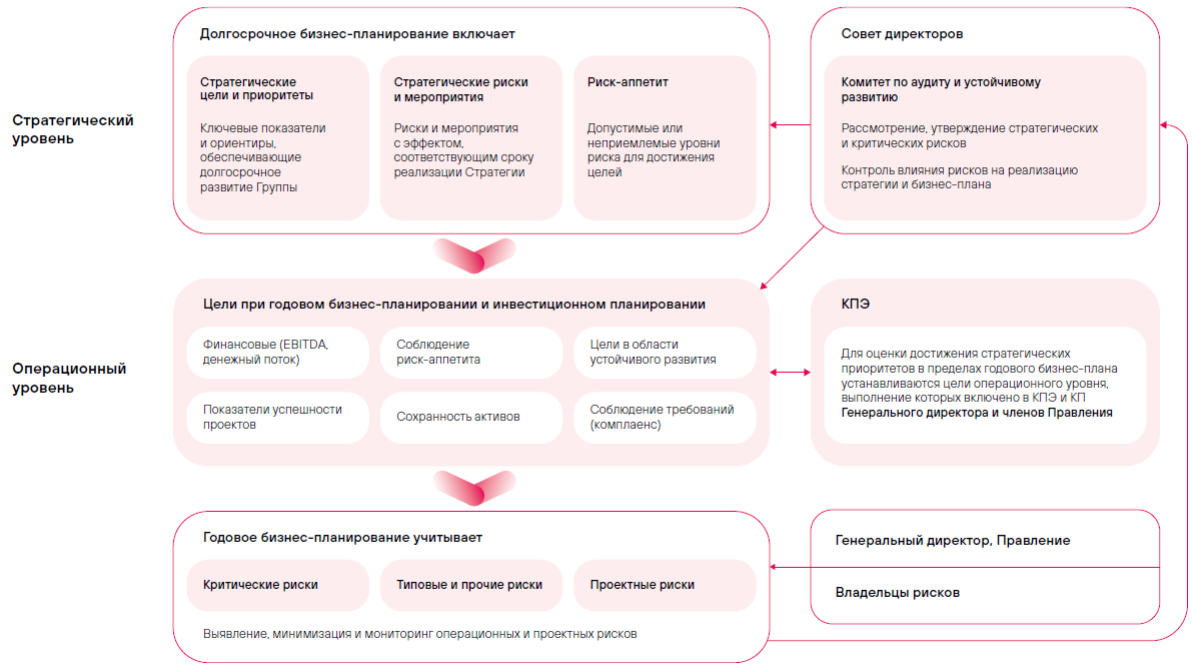 Стратегический
уровень
Долгосрочное бизнес-планирование включает
Стратегические
цели и приоритеты
Ключевые показатели
и ориентиры,
обеспечивающие
долгосрочное
развитие Группы
Стратегические риски
и мероприятия
Риски и мероприятия
с эффектом,
соответствующим сроку
реализации Стратегии
Риск-аппетит
Допустимые или
неприемлемые уровни
риска для достижения
целей
Совет директоров
Комитет по аудиту и устойчивому
развитию
Рассмотрение, утверждение стратегических
и критических рисков
Контроль влияния рисков на реализацию
стратегии и бизнес-плана
Операционный
уровень
Цели при годовом бизнес-планировании и инвестиционном планировании
Финансовые (EBITDA,
денежный поток)
Соблюдение
риск-аппетита
Цели в области
устойчивого развития
Показатели успешности
проектов
Сохранность активов
Соблюдение требований
(комплаенс)
КПЭ
Для оценки достижения стратегических
приоритетов в пределах годового бизнес-плана
устанавливаются цели операционного уровня,
выполнение которых включено в КПЭ и КП
Генерального директора и членов Правления
Годовое бизнес-планирование учитывает
Критические риски
Типовые и прочие риски
Проектные риски
Выявление, минимизация и мониторинг операционных и проектных рисков
Генеральный директор, Правление
Владельцы рисков